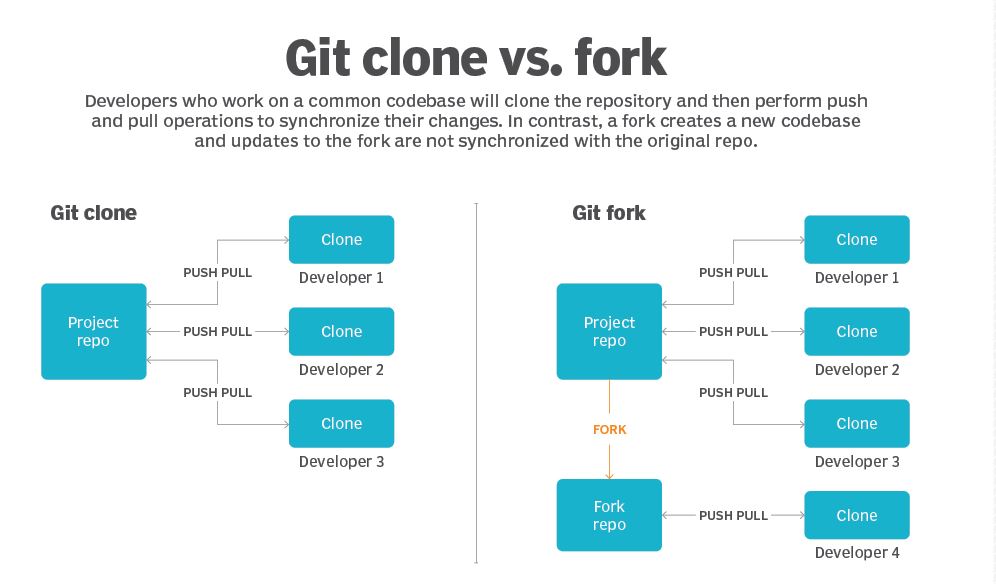 Git clone vs. fork
Developers who work on a common codebase will clone the repository and then perform push
and pull operations to synchronize their changes. In contrast, a fork creates a new codebase
and updates to the fork are not synchronized with the original repo.
Git clone
Clone
PUSH PULL
Developer 1
Project
repo
PUSH PULL
Clone
Developer 2
PUSH PULL
Clone
Developer 3
Git fork
Clone
PUSH PULL
Developer 1
Project
repo
PUSH PULL
Clone
Developer 2
PUSH PULL
Clone
FORK
Developer 3
Fork
repo
PUSH PULL
Clone
Developer 4